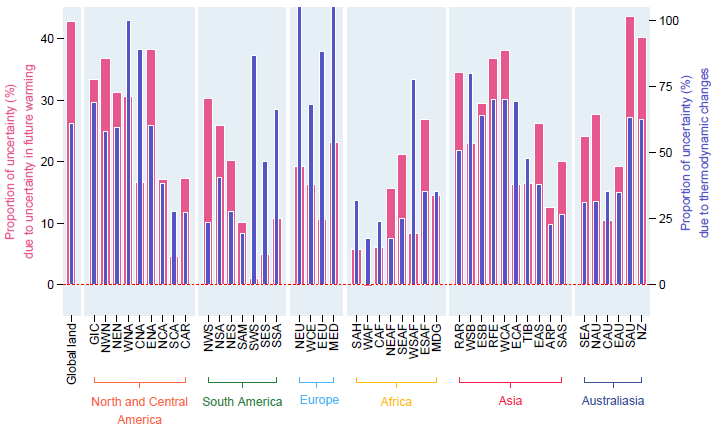 Proportion of uncertainty (%)
due to uncertainty in future warming
40
30
20
10
0
100
75
50
25
0
Proportion of uncertainty (%)
due to thermodynamic changes
Global land
GIC
NWN
NEN
WNA
CNA
ENA
NCA
SCA
CAR
NWS
NSA
NES
SAM
SWS
SES
SSA
NEU
WCE
EEU
MED
SAH
WAF
CAF
NEAF
SEAF
WSAF
ESAF
MDG
RAR
WSB
ESB
RFE
WCA
ECA
TIB
EAS
ARP
SAS
SEA
NAU
CAU
EAU
SAU
NZ
North and Central
America
South America
Europe
Africa
Asia
Australiasia